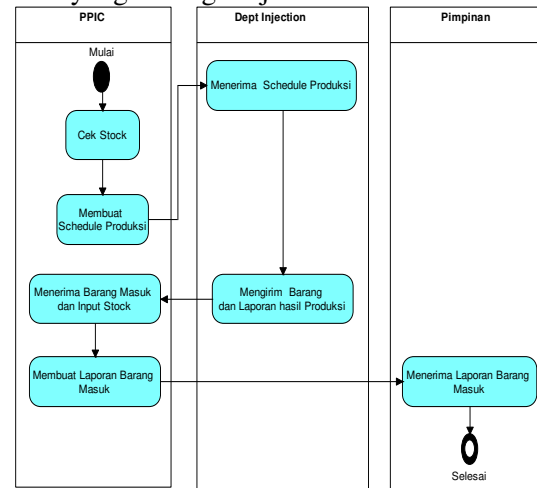 PPIC
Dept Injection
Pimpinan
Mulai
Menerima Schedule Produksi
Cek Stock
Membuat
Schedule Produksi
Menerima Barang Masuk
dan Input Stock
Mengirim Barang
dan Laporan hasil Produksi
Membuat Laporan Barang
Masuk
Menerima Laporan Barang
Masuk
Selesai